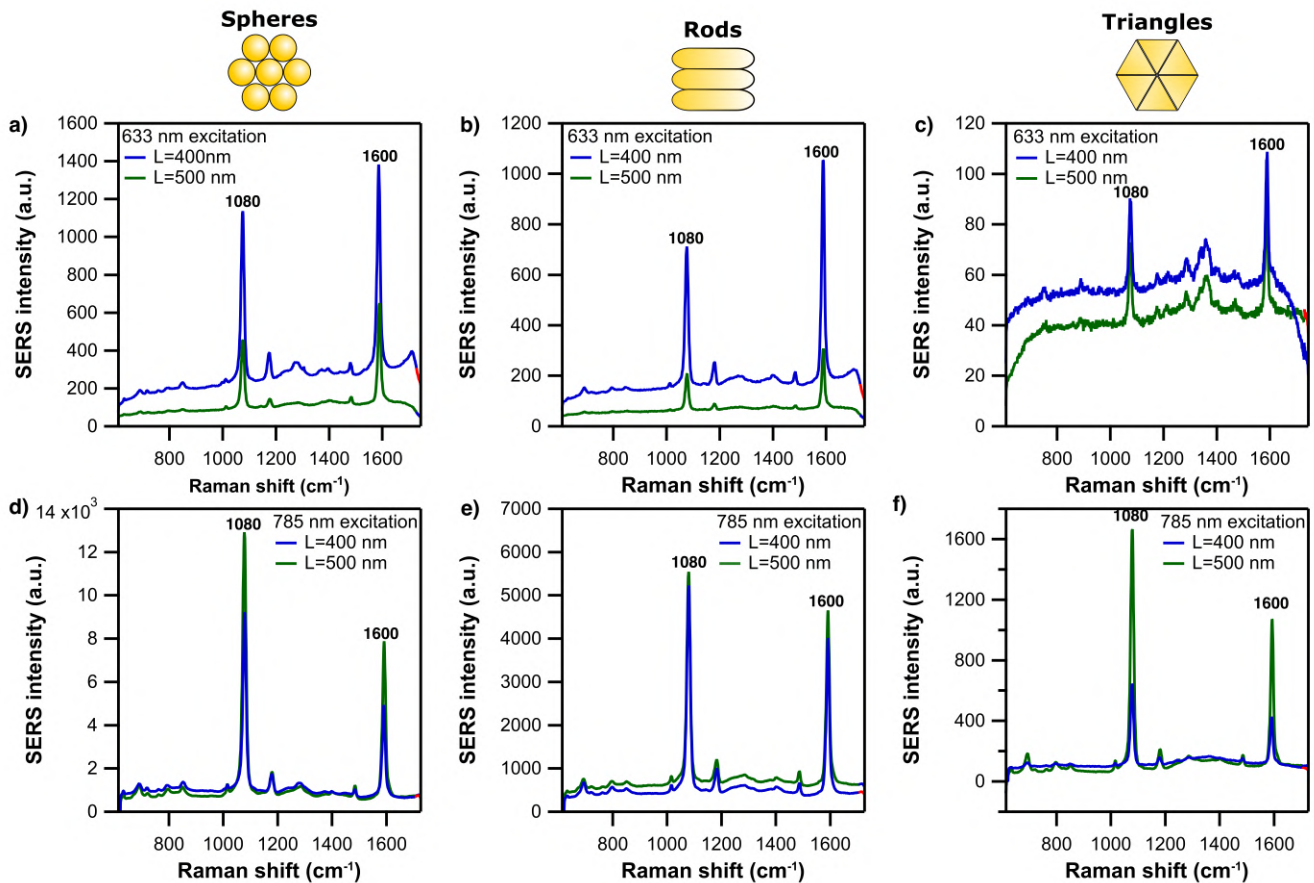 Spheres
Rods
Triangles
a)
1600
1400
1200
1000
800
600
400
200
0
SERS intensity (a.u.)
633 nm excitation
L=400nm
L=500 nm
1080
1600
800 1000 1200 1400 1600
Raman shift (cm⁻¹)
b)
1200
1000
800
600
400
200
0
SERS intensity (a.u.)
633 nm excitation
L=400 nm
L=500 nm
1080
1600
800 1000 1200 1400 1600
Raman shift (cm⁻¹)
c)
120
100
80
60
40
20
0
SERS intensity (a.u.)
633 nm excitation
L=400 nm
L=500 nm
1080
1600
800 1000 1200 1400 1600
Raman shift (cm⁻¹)
d)
14 x10³
12
10
8
6
4
2
0
SERS intensity (a.u.)
785 nm excitation
L=400 nm
L=500 nm
1080
1600
800 1000 1200 1400 1600
Raman shift (cm⁻¹)
e)
7000
6000
5000
4000
3000
2000
1000
0
SERS intensity (a.u.)
785 nm excitation
L=400 nm
L=500 nm
1080
1600
800 1000 1200 1400 1600
Raman shift (cm⁻¹)
f)
1600
1200
800
400
0
SERS intensity (a.u.)
785 nm excitation
L=400 nm
L=500 nm
1080
1600
800 1000 1200 1400 1600
Raman shift (cm⁻¹)